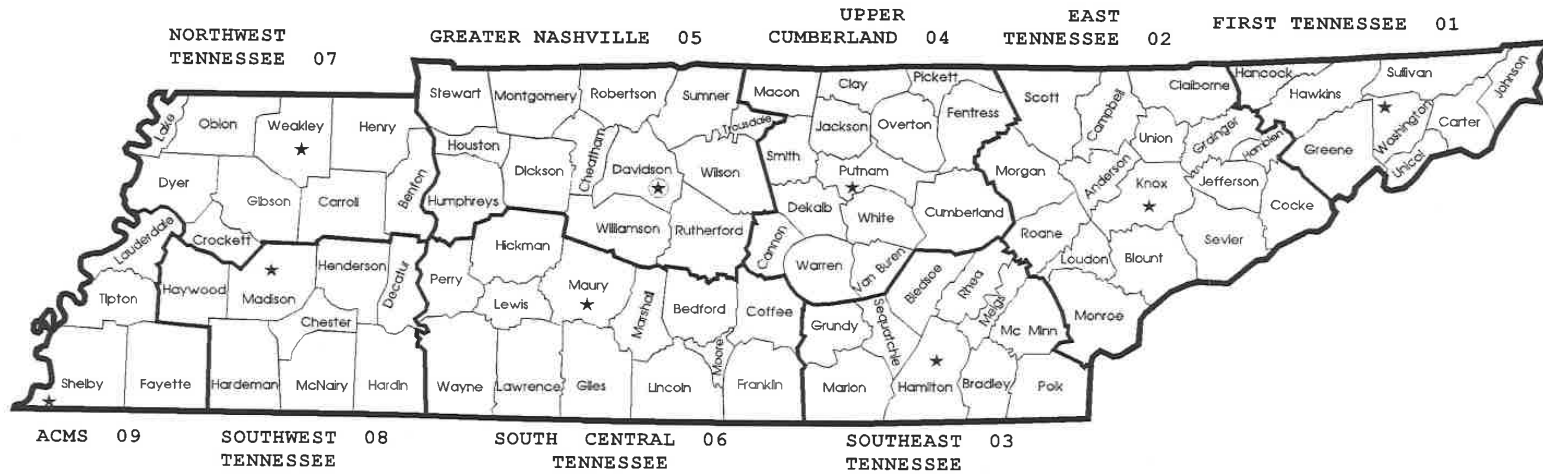 UPPER EAST
NORTHWEST GREATER NASHVILLE 05 CUMBERLAND 04 TENNESSEE 02 FIRST TENNESSEE 01
TENNESSEE 07
Lake
Obion
Weakley
Henry
Dyer
Gibson
Carroll
Benton
Crockett
Stewart
Montgomery
Robertson
Sumner
Trousdale
Houston
Dickson
Cheatham
Davidson
Wilson
Humphreys
Williamson
Rutherford
Macon
Clay
Pickett
Jackson
Overton
Fentress
Smith
Putnam
Dekalb
White
Cumberland
Cannon
Warren
Van Buren
Scott
Campbell
Claiborne
Union
Grainger
Hamblen
Morgan
Anderson
Knox
Jefferson
Cocke
Roane
Loudon
Blount
Sevier
Monroe
Hancock
Hawkins
Sullivan
Johnson
Greene
Washington
Carter
Unicoi
Lauderdale
Tipton
Shelby
Fayette
Haywood
Madison
Henderson
Decatur
Chester
Hardeman
McNairy
Hardin
Perry
Hickman
Lewis
Maury
Marshall
Bedford
Coffee
Wayne
Lawrence
Giles
Lincoln
Moore
Franklin
Grundy
Sequatchie
Bledsoe
Rhea
Meigs
Mc Minn
Marion
Hamilton
Bradley
Polk
ACMS 09 SOUTHWEST 08 SOUTH CENTRAL 06 SOUTHEAST 03
TENNESSEE TENNESSEE TENNESSEE